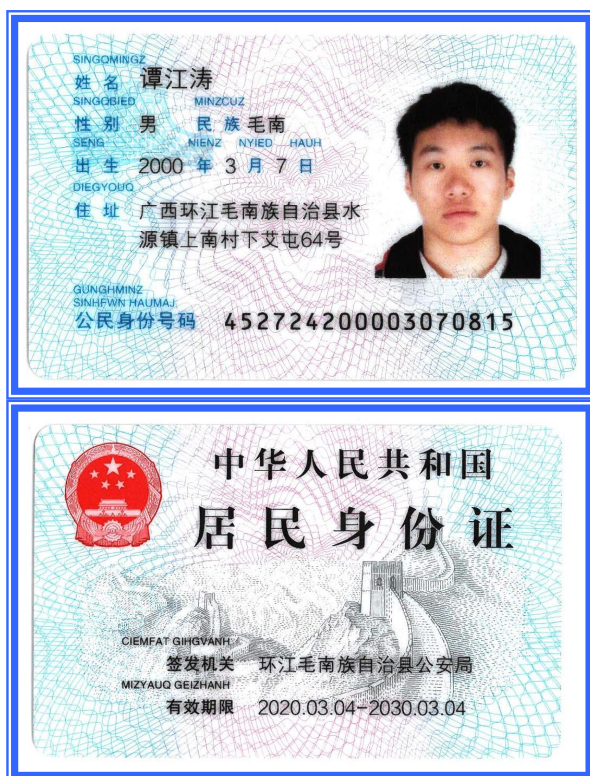 SINGQMINGZ
姓 名 谭江涛
SINGQBIED MINZCUZ
性 别 男 民 族 毛南
SENG NIENZ NYIED HAUH
出 生 2000 年 3 月 7 日
DIEGYOUQ
住 址 广西环江毛南族自治县水
源镇上南村下艾屯64号
GUNGHMINZ
SINHFWN HAUMAJ
公民身份号码 452724200003070815
中华人民共和国
居民身份证
CIEMFAT GIHGVANH
签发机关 环江毛南族自治县公安局
MIZYAUQ GEIZHANH
有效期限 2020.03.04-2030.03.04